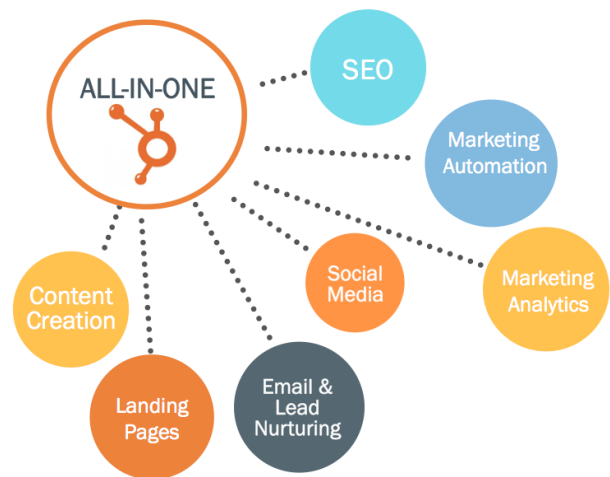 ALL-IN-ONE
SEO
Marketing
Automation
Marketing
Analytics
Social
Media
Email &
Lead
Nurturing
Landing
Pages
Content
Creation